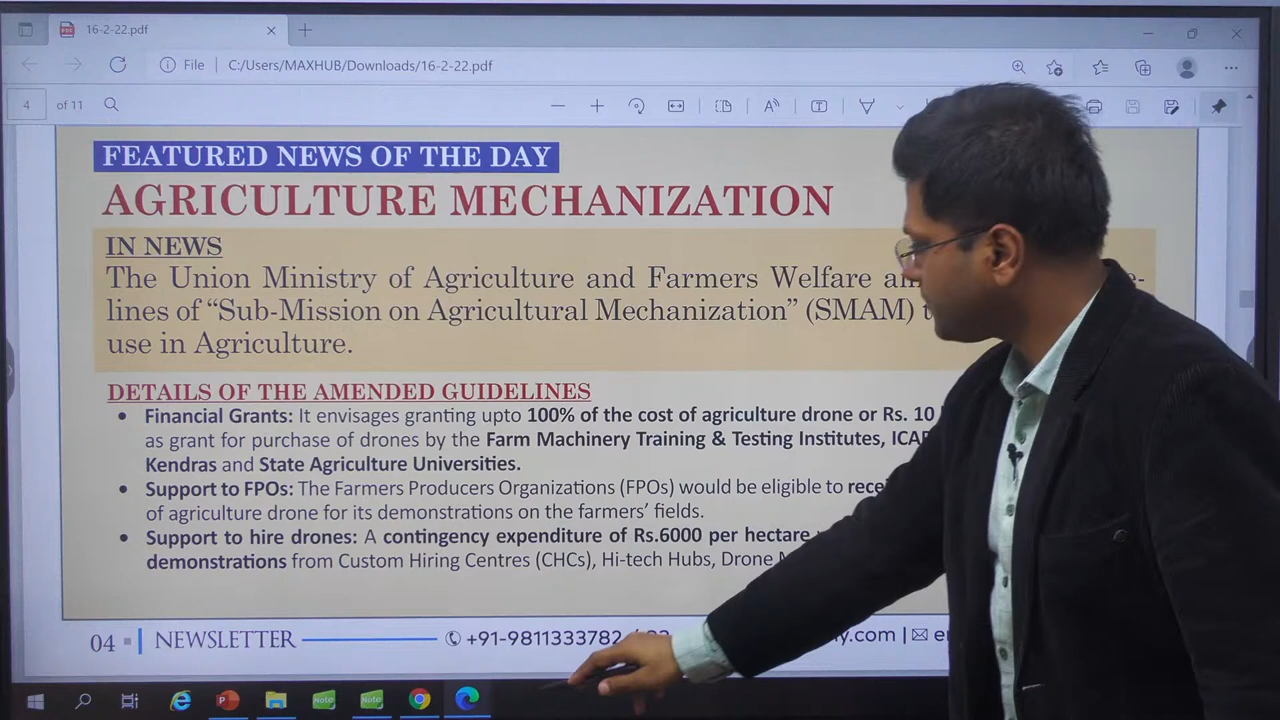 16-2-22.pdf
File C:/Users/MAXHUB/Downloads/16-2-22.pdf
4 of 11
FEATURED NEWS OF THE DAY
AGRICULTURE MECHANIZATION
IN NEWS
The Union Ministry of Agriculture and Farmers Welfare
lines of “Sub-Mission on Agricultural Mechanization” (SMAM)
use in Agriculture.
DETAILS OF THE AMENDED GUIDELINES
• Financial Grants: It envisages granting upto 100% of the cost of agriculture drone or Rs. 10
as grant for purchase of drones by the Farm Machinery Training & Testing Institutes,
Kendras and State Agriculture Universities.
• Support to FPOs: The Farmers Producers Organizations (FPOs) would be eligible to
of agriculture drone for its demonstrations on the farmers’ fields.
• Support to hire drones: A contingency expenditure of Rs.6000 per hectare
demonstrations from Custom Hiring Centres (CHCs), Hi-tech Hubs, Drone
04 NEWSLETTER +91-9811333782 / .com |
Note Note